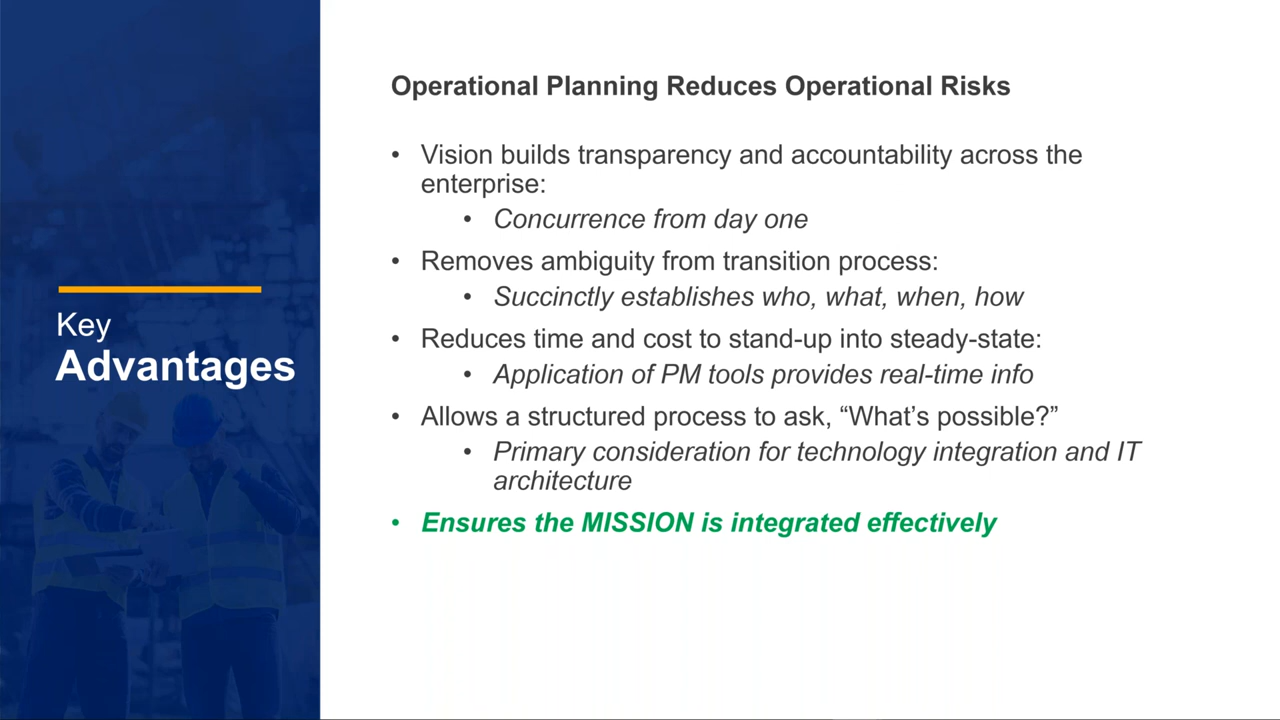 Key
Advantages
Operational Planning Reduces Operational Risks
• Vision builds transparency and accountability across the
enterprise:
• Concurrence from day one
• Removes ambiguity from transition process:
• Succinctly establishes who, what, when, how
• Reduces time and cost to stand-up into steady-state:
• Application of PM tools provides real-time info
• Allows a structured process to ask, “What’s possible?”
• Primary consideration for technology integration and IT
architecture
• Ensures the MISSION is integrated effectively